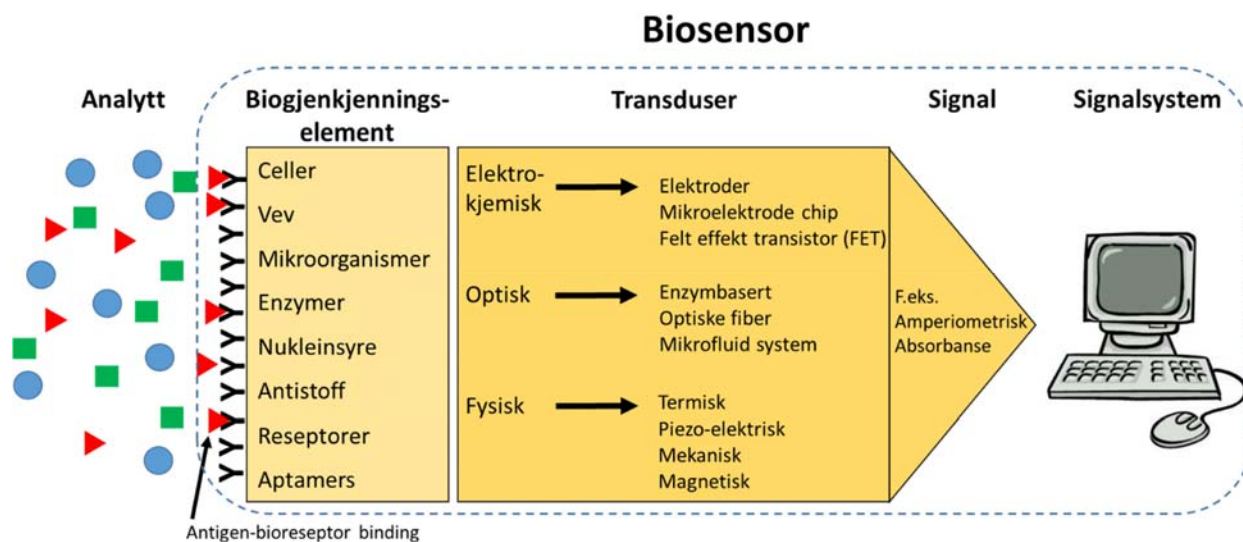 Biosensor
Analytt
Biogjenkjennings-
element
Transduser
Signal
Signalsystem
Celler
Vev
Mikroorganismer
Enzymer
Nukleinsyre
Antistoff
Reseptorer
Aptamers
Elektro-
kjemisk
Elektroder
Mikroelektrode chip
Felt effekt transistor (FET)
Optisk
Enzymbasert
Optiske fiber
Mikrofluid system
Fysisk
Termisk
Piezo-elektrisk
Mekanisk
Magnetisk
F.eks.
Amperiometrisk
Absorbanse
Antigen-bioreseptor binding